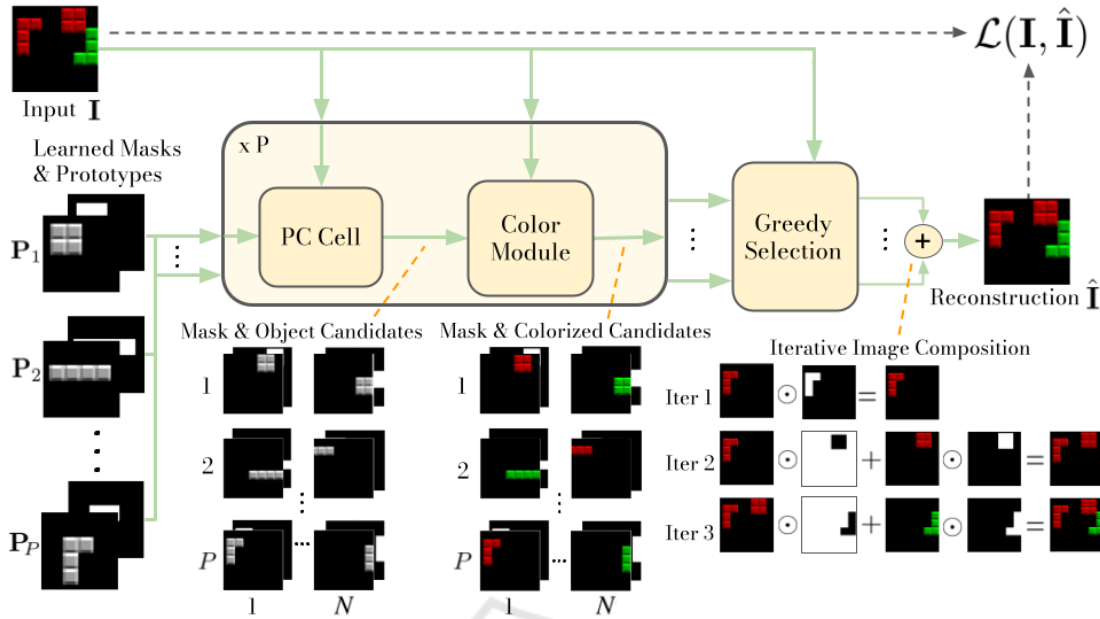 ℒ(𝐈, 𝐈̂)
Input 𝐈
Learned Masks
& Prototypes
x P
PC Cell
Color
Module
Greedy
Selection
+
Reconstruction 𝐈̂
𝐏₁
𝐏₂
𝐏_P
Mask & Object Candidates
1
2
P
...
1 N
Mask & Colorized Candidates
1
2
P
...
1 N
Iterative Image Composition
Iter 1 ⊙ =
Iter 2 ⊙ + ⊙ =
Iter 3 ⊙ + ⊙ =